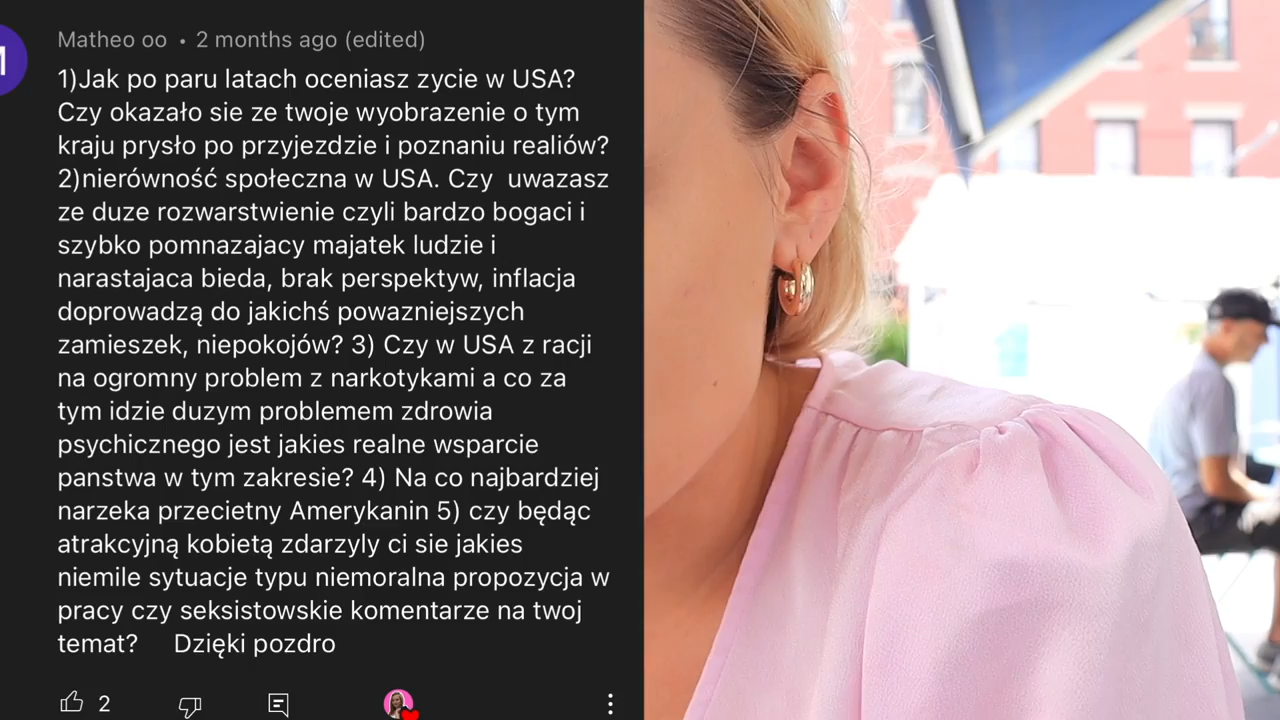 Matheo oo • 2 months ago (edited)
1)Jak po paru latach oceniasz zycie w USA?
Czy okazało sie ze twoje wyobrazenie o tym
kraju prysło po przyjezdzie i poznaniu realiów?
2)nierówność społeczna w USA. Czy  uwazasz
ze duze rozwarstwienie czyli bardzo bogaci i
szybko pomnazajacy majatek ludzie i
narastajaca bieda, brak perspektyw, inflacja
doprowadzą do jakichś powazniejszych
zamieszek, niepokojów? 3) Czy w USA z racji
na ogromny problem z narkotykami a co za
tym idzie duzym problemem zdrowia
psychicznego jest jakies realne wsparcie
panstwa w tym zakresie? 4) Na co najbardziej
narzeka przecietny Amerykanin 5) czy będąc
atrakcyjną kobietą zdarzyly ci sie jakies
niemile sytuacje typu niemoralna propozycja w
pracy czy seksistowskie komentarze na twoj
temat?     Dzięki pozdro
2